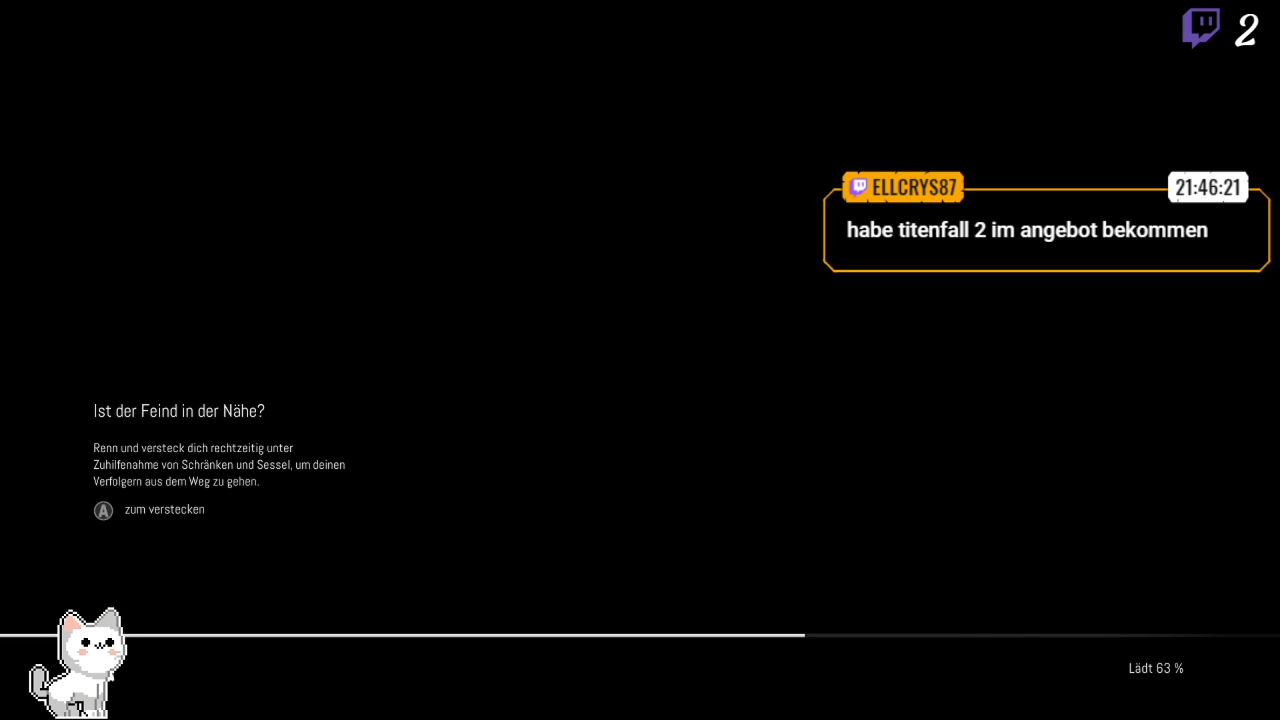 2
ELLCRYS87
21:46:21
habe titenfall 2 im angebot bekommen
Ist der Feind in der Nähe?
Renn und versteck dich rechtzeitig unter
Zuhilfenahme von Schränken und Sessel, um deinen
Verfolgern aus dem Weg zu gehen.
A zum verstecken
Lädt 63 %